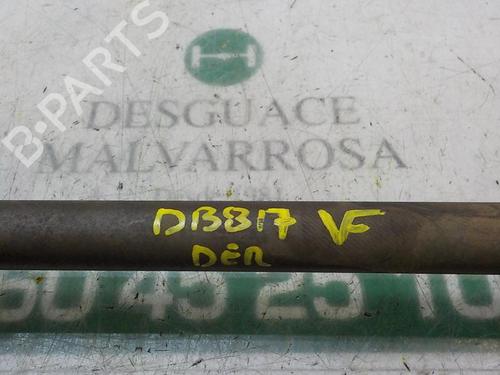 B-PARTS
DESGUACE
MALVARROSA
DB817 VF
DER